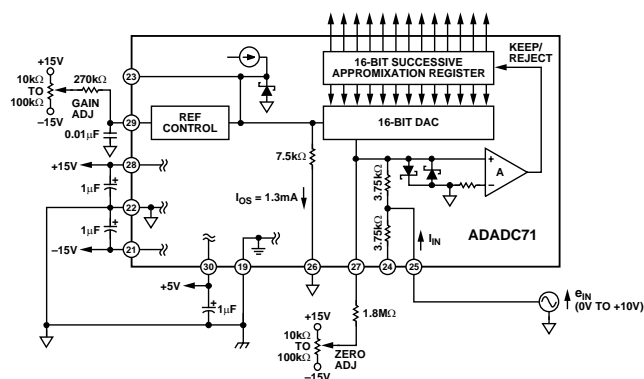 +15V
10kΩ
TO
100kΩ
–15V
270kΩ
GAIN
ADJ
0.01μF
23
29
REF
CONTROL
16-BIT SUCCESSIVE
APPROMIXATION REGISTER
KEEP/
REJECT
16-BIT DAC
+15V
28
1μF
22
1μF
–15V
21
7.5kΩ
IOS = 1.3mA
3.75kΩ
3.75kΩ
IIN
+
–
A
ADADC71
30
19
26
27
24
25
+5V
+
1μF
1.8MΩ
+15V
10kΩ
TO
100kΩ
–15V
ZERO
ADJ
eIN
(0V TO +10V)